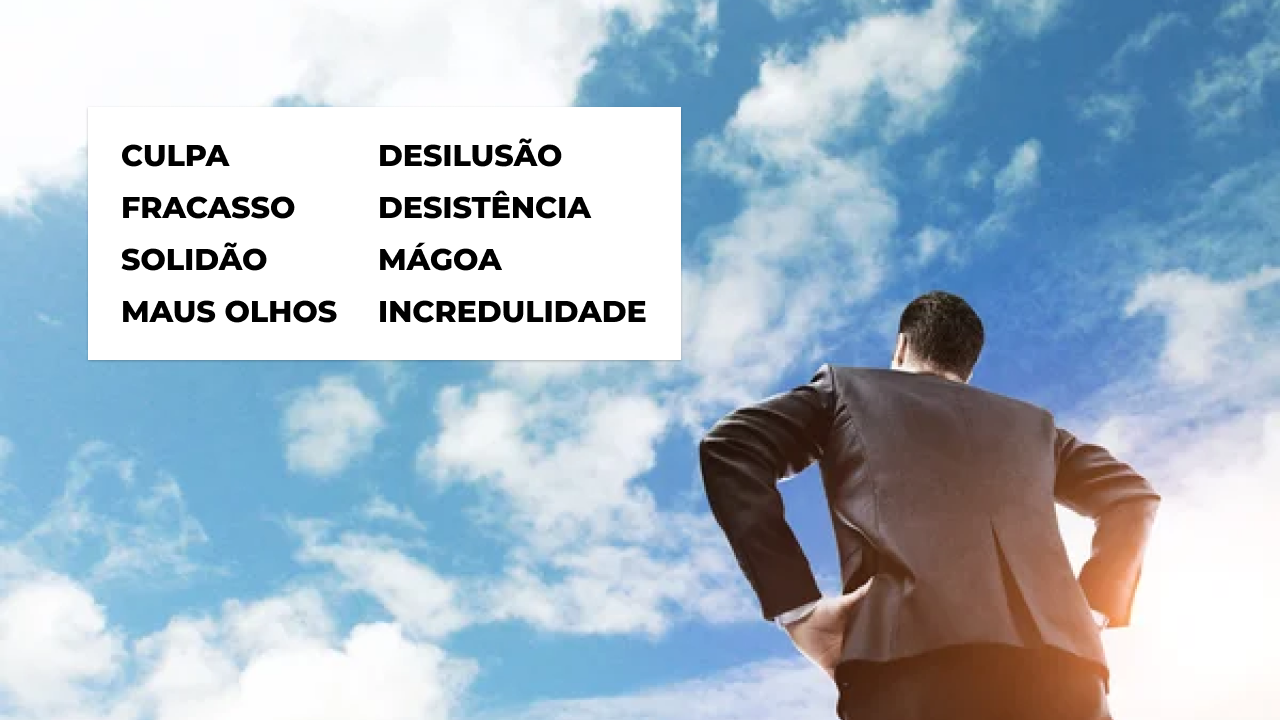 CULPA
FRACASSO
SOLIDÃO
MAUS OLHOS
DESILUSÃO
DESISTÊNCIA
MÁGOA
INCREDULIDADE